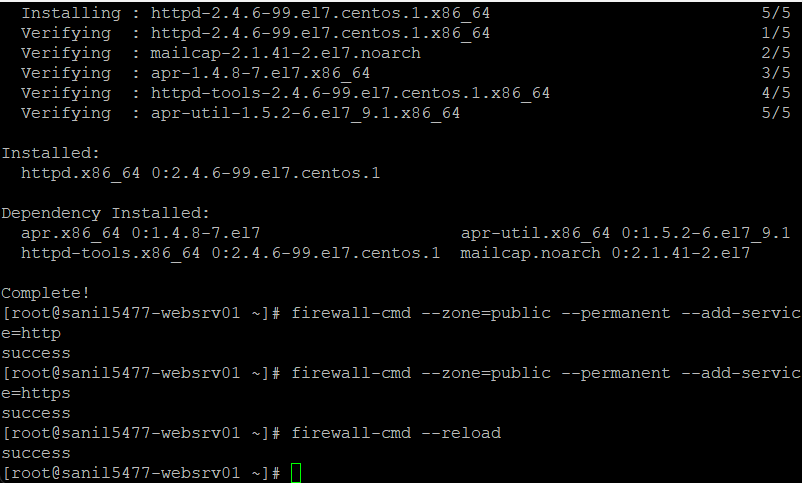 Installing : httpd-2.4.6-99.el7.centos.1.x86_64 5/5
Verifying : httpd-2.4.6-99.el7.centos.1.x86_64 1/5
Verifying : mailcap-2.1.41-2.el7.noarch 2/5
Verifying : apr-1.4.8-7.el7.x86_64 3/5
Verifying : httpd-tools-2.4.6-99.el7.centos.1.x86_64 4/5
Verifying : apr-util-1.5.2-6.el7_9.1.x86_64 5/5
Installed:
httpd.x86_64 0:2.4.6-99.el7.centos.1
Dependency Installed:
apr.x86_64 0:1.4.8-7.el7 apr-util.x86_64 0:1.5.2-6.el7_9.1
httpd-tools.x86_64 0:2.4.6-99.el7.centos.1 mailcap.noarch 0:2.1.41-2.el7
Complete!
[root@sanil5477-websrv01 ~]# firewall-cmd --zone=public --permanent --add-servic
e=http
success
[root@sanil5477-websrv01 ~]# firewall-cmd --zone=public --permanent --add-servic
e=https
success
[root@sanil5477-websrv01 ~]# firewall-cmd --reload
success
[root@sanil5477-websrv01 ~]#